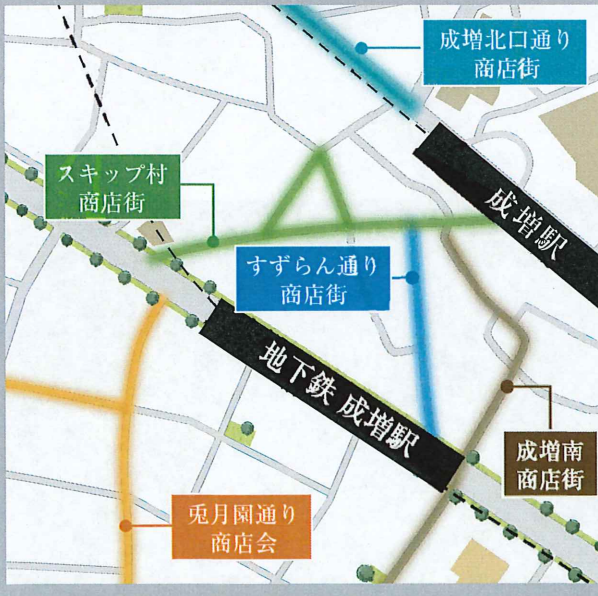 成増北口通り
商店街
スキップ村
商店街
成増駅
すずらん通り
商店街
地下鉄 成増駅
成増南
商店街
兎月園通り
商店会